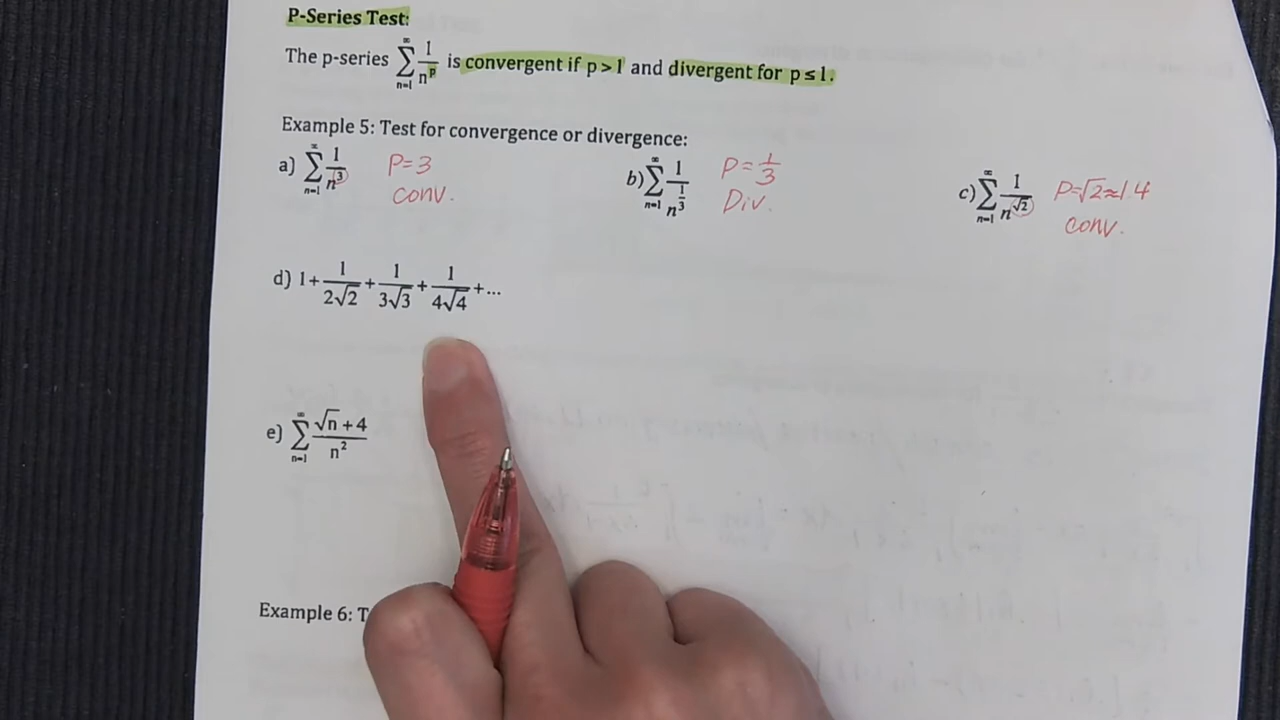 P-Series Test:
The p-series ∞ ∑ n=1 1/n^p is convergent if p > 1 and divergent for p ≤ 1.
Example 5: Test for convergence or divergence:
a) ∞ ∑ n=1 1/n^3 P=3 conv.
b) ∞ ∑ n=1 1/n^(1/3) P=1/3 Div.
c) ∞ ∑ n=1 1/n^√2 P=√2≈1.4 conv.
d) 1+1/(2√2)+1/(3√3)+1/(4√4)+...
e) ∞ ∑ n=1 (√n+4)/n^2
Example 6: